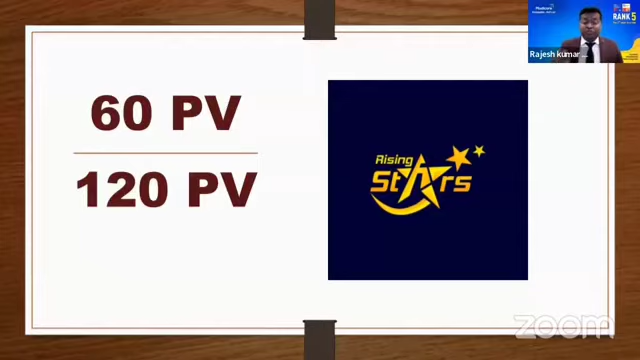 60 PV
120 PV
Rising
Stars
RANK 5
Rajesh kumar
zoom